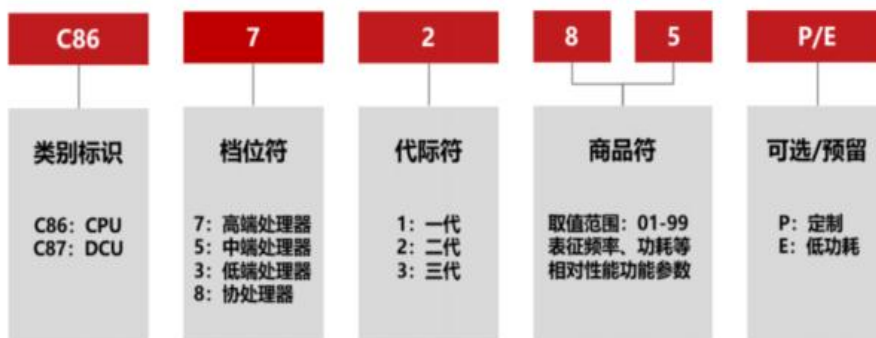 C86 7 2 8 5 P/E
类别标识
C86：CPU
C87：DCU
档位符
7：高端处理器
5：中端处理器
3：低端处理器
8：协处理器
代际符
1：一代
2：二代
3：三代
商品符
取值范围：01-99
表征频率、功耗等
相对性能功能参数
可选/预留
P：定制
E：低功耗